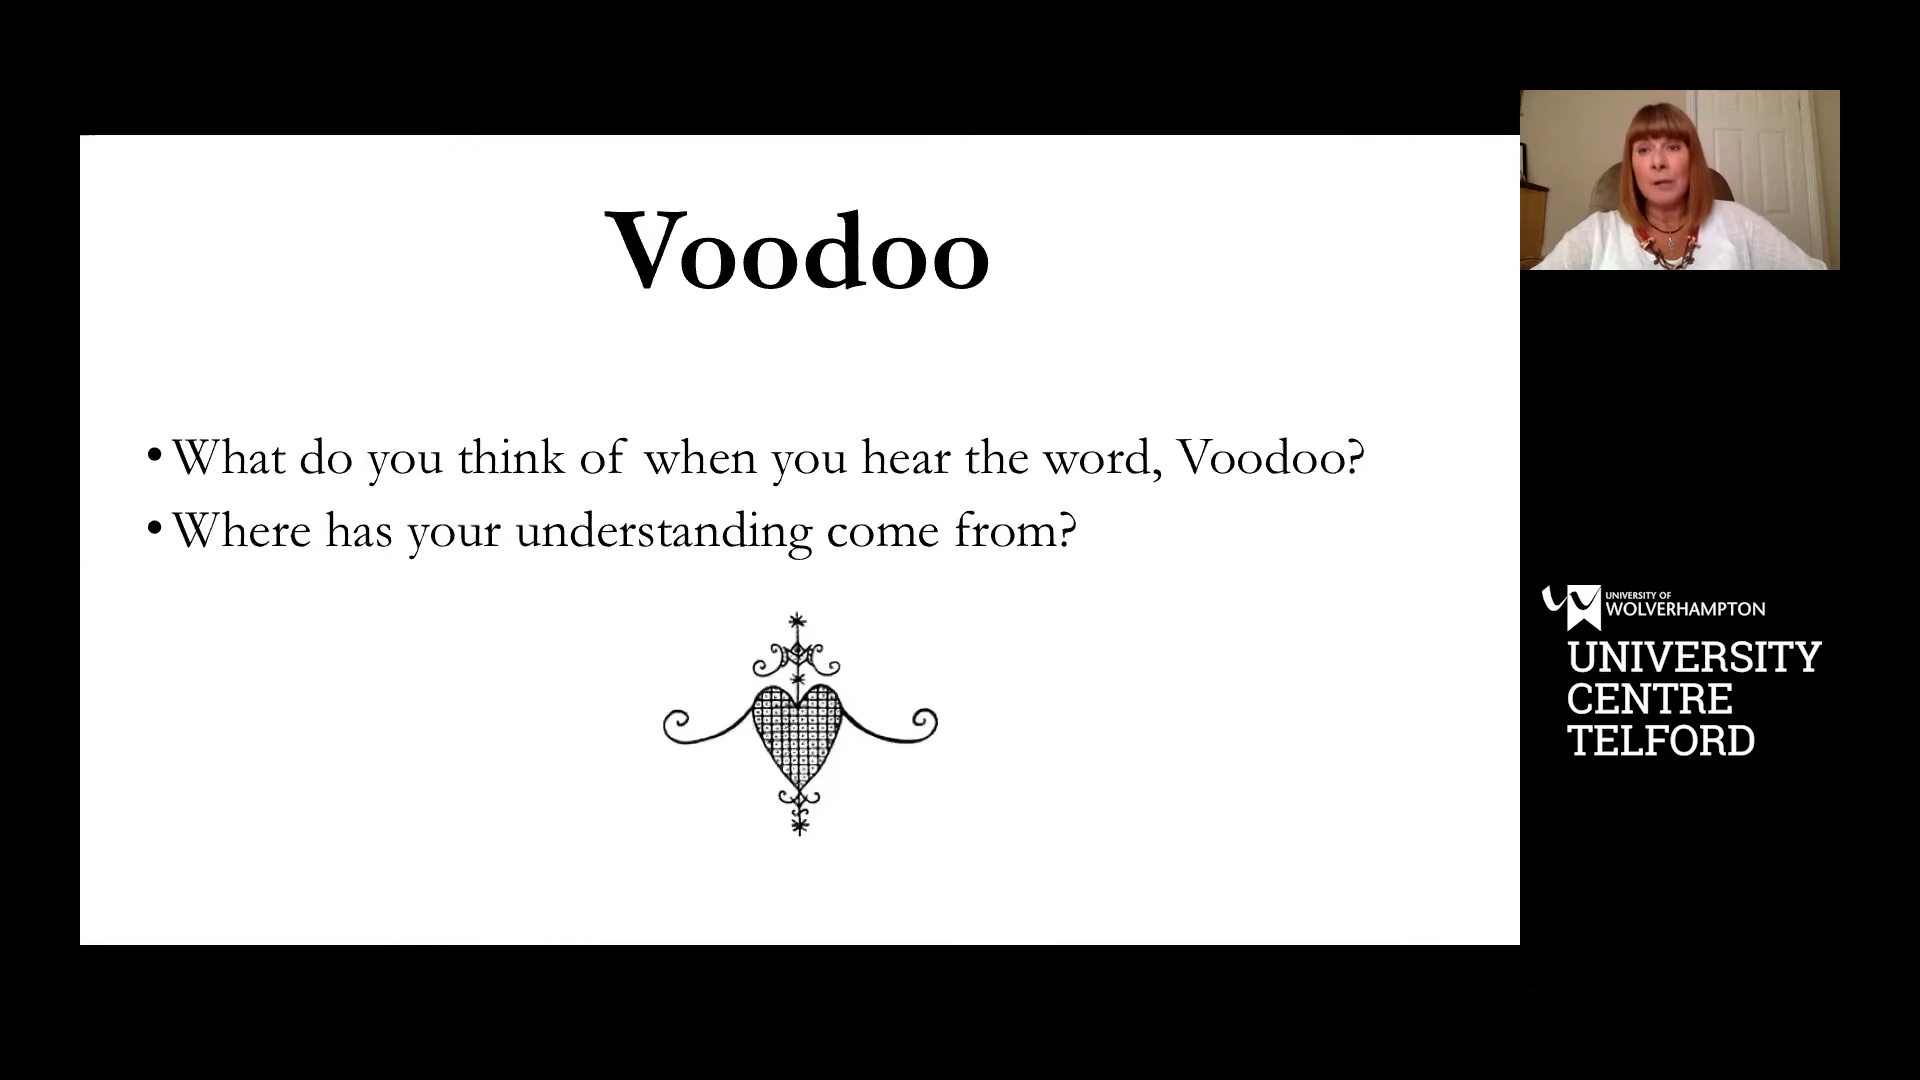 Voodoo
• What do you think of when you hear the word, Voodoo?
• Where has your understanding come from?
UNIVERSITY OF
WOLVERHAMPTON
UNIVERSITY
CENTRE
TELFORD